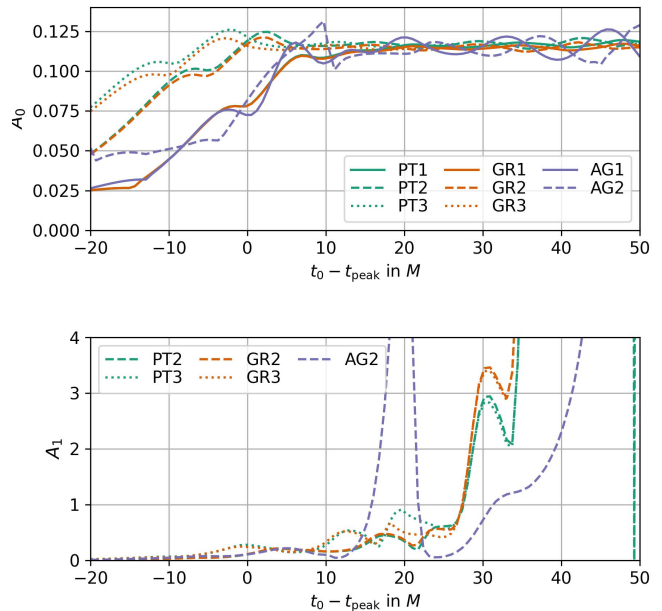 0.125
0.100
0.075
0.050
0.025
0.000
A₀
PT1 GR1 AG1
PT2 GR2 AG2
PT3 GR3
−20 −10 0 10 20 30 40 50
t₀ − t_peak in M
4
3
2
1
0
A₁
PT2 GR2 AG2
PT3 GR3
−20 −10 0 10 20 30 40 50
t₀ − t_peak in M